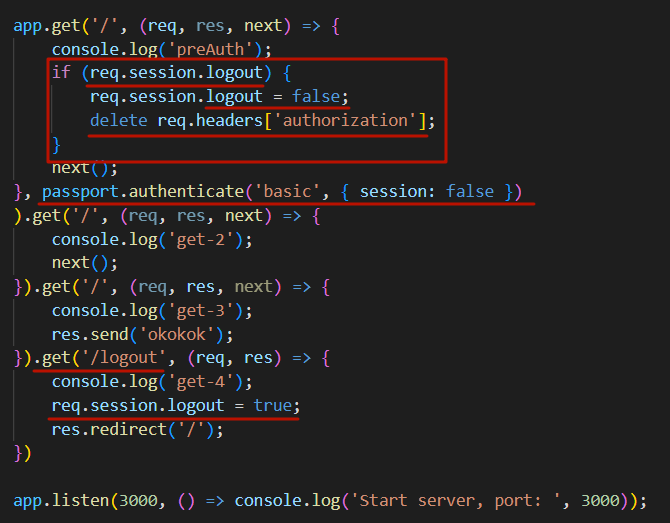 app.get('/', (req, res, next) => {
    console.log('preAuth');
    if (req.session.logout) {
        req.session.logout = false;
        delete req.headers['authorization'];
    }
    next();
}, passport.authenticate('basic', { session: false })
).get('/', (req, res, next) => {
    console.log('get-2');
    next();
}).get('/', (req, res, next) => {
    console.log('get-3');
    res.send('okokok');
}).get('/logout', (req, res) => {
    console.log('get-4');
    req.session.logout = true;
    res.redirect('/');
})
app.listen(3000, () => console.log('Start server, port: ', 3000));